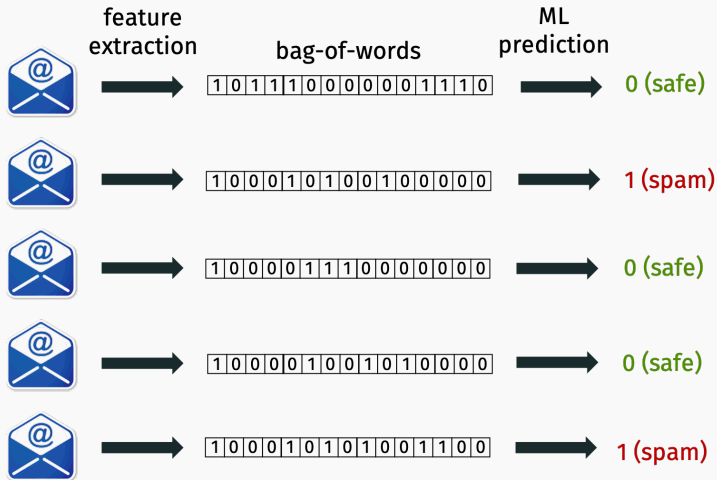 feature
extraction
bag-of-words
ML
prediction
@ 1 0 1 1 1 0 0 0 0 0 0 1 1 1 0 0 (safe)
@ 1 0 0 0 1 0 1 0 0 1 0 0 0 0 0 1 (spam)
@ 1 0 0 0 0 1 1 1 0 0 0 0 0 0 0 0 (safe)
@ 1 0 0 0 0 1 0 0 1 0 1 0 0 0 0 0 (safe)
@ 1 0 0 0 1 0 1 0 1 0 0 1 1 0 0 1 (spam)